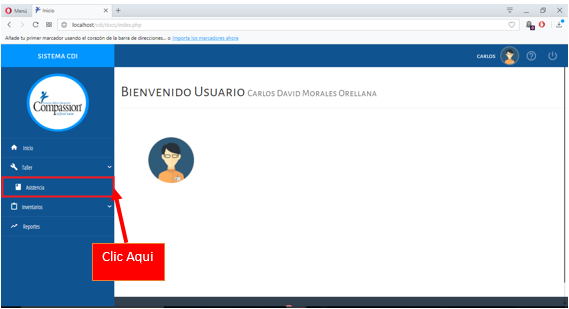 Menú
Inicio
localhost/cdi/docs/index.php
Añade tu primer marcador usando el corazón de la barra de direcciones... o Importa tus marcadores ahora
SISTEMA CDI
CARLOS
Compassion
BIENVENIDO USUARIO CARLOS DAVID MORALES ORELLANA
Inicio
Taller
Asistencia
Inventarios
Reportes
Clic Aqui